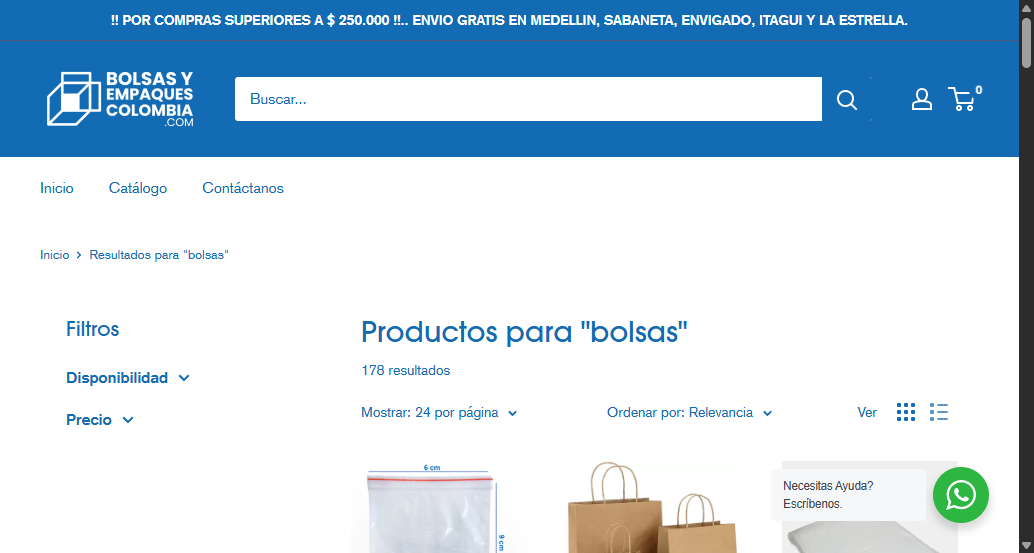 !! POR COMPRAS SUPERIORES A $ 250.000 !!.. ENVIO GRATIS EN MEDELLIN, SABANETA, ENVIGADO, ITAGUI Y LA ESTRELLA.
BOLSAS Y
EMPAQUES
COLOMBIA
.COM
Buscar...
0
Inicio
Catálogo
Contáctanos
Inicio
Resultados para "bolsas"
Filtros
Disponibilidad
Precio
Productos para "bolsas"
178 resultados
Mostrar: 24 por página
Ordenar por: Relevancia
Ver
6 cm
9 cm
Necesitas Ayuda?
Escríbenos.